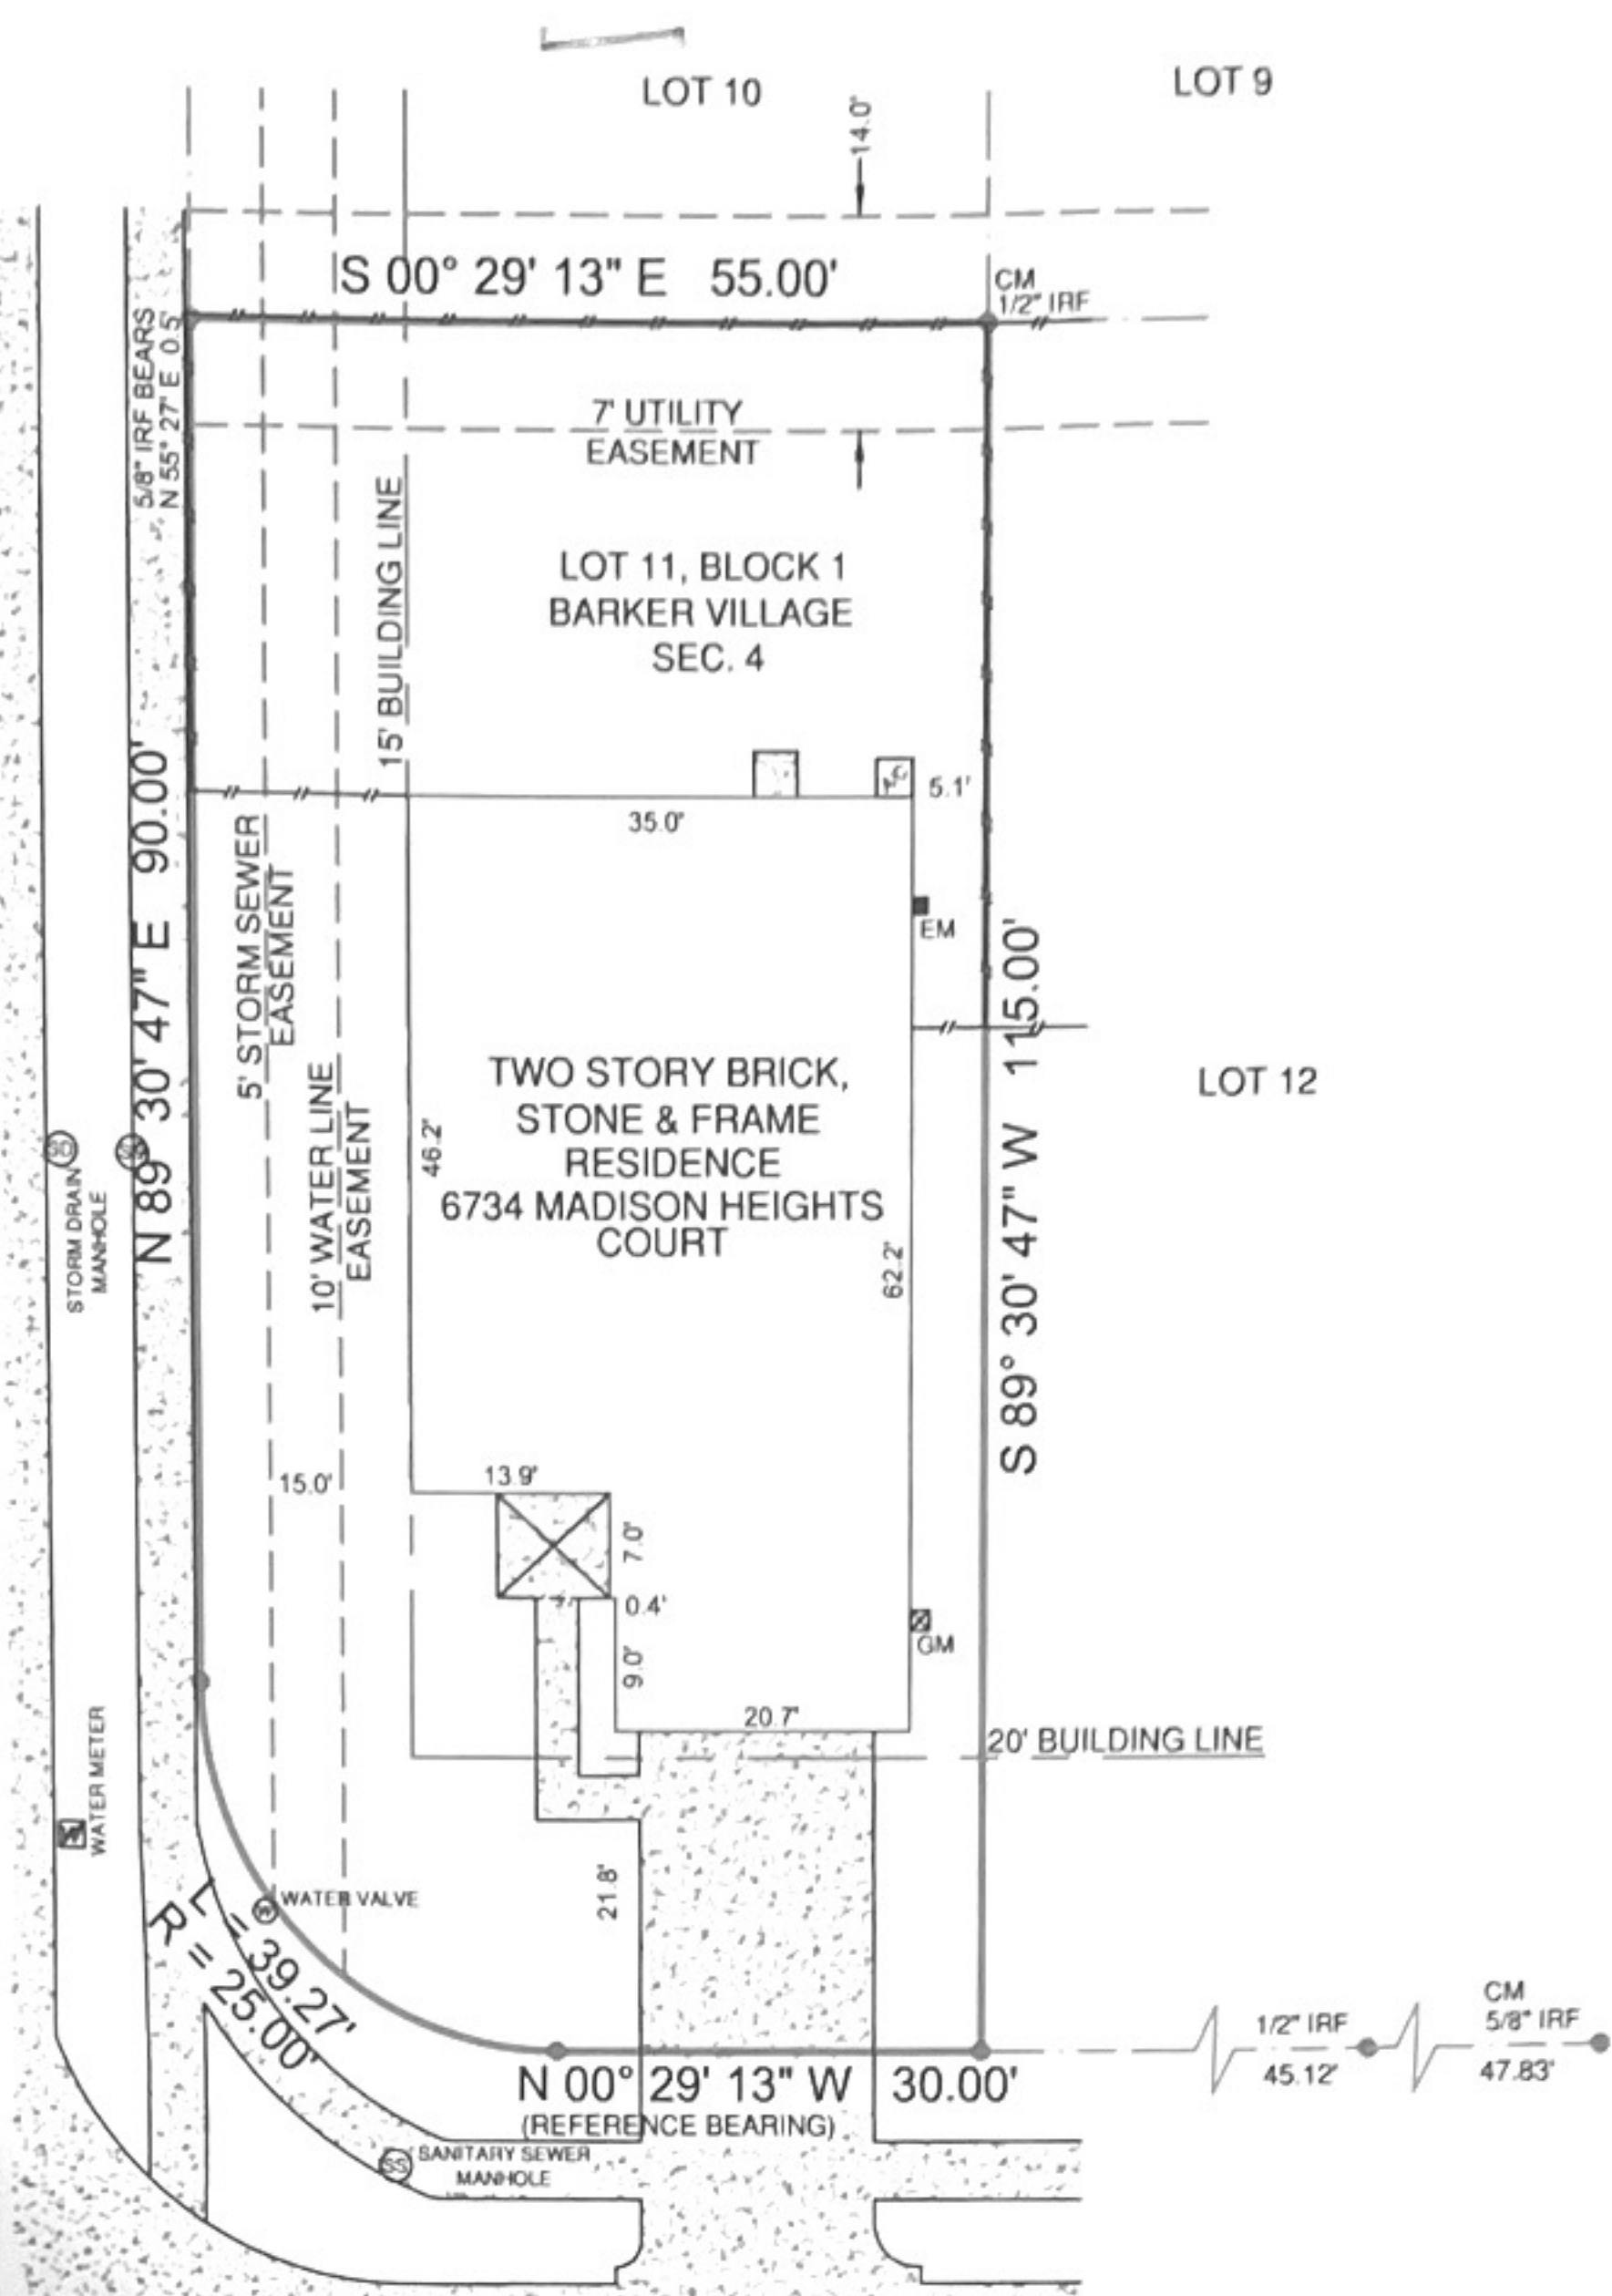 LOT 10
LOT 9
14.0'
S 00° 29' 13" E 55.00'
CM
1/2" IRF
5/8" IRF BEARS
N 55° 27' E 0.5'
7' UTILITY
EASEMENT
15' BUILDING LINE
LOT 11, BLOCK 1
BARKER VILLAGE
SEC. 4
N 89° 30' 47" E 90.00'
35.0'
5.1'
5' STORM SEWER
EASEMENT
EM
10' WATER LINE
EASEMENT
46.2'
TWO STORY BRICK,
STONE & FRAME
RESIDENCE
6734 MADISON HEIGHTS
COURT
62.2'
S 89° 30' 47" W 115.00'
LOT 12
SD
STORM DRAIN
MANHOLE
15.0'
13.9'
7.0'
0.4'
9.0'
GM
20.7'
20' BUILDING LINE
W
WATER METER
W
WATER VALVE
21.8'
L = 39.27'
R = 25.00'
N 00° 29' 13" W 30.00'
(REFERENCE BEARING)
1/2" IRF
45.12'
CM
5/8" IRF
47.83'
SS
SANITARY SEWER
MANHOLE